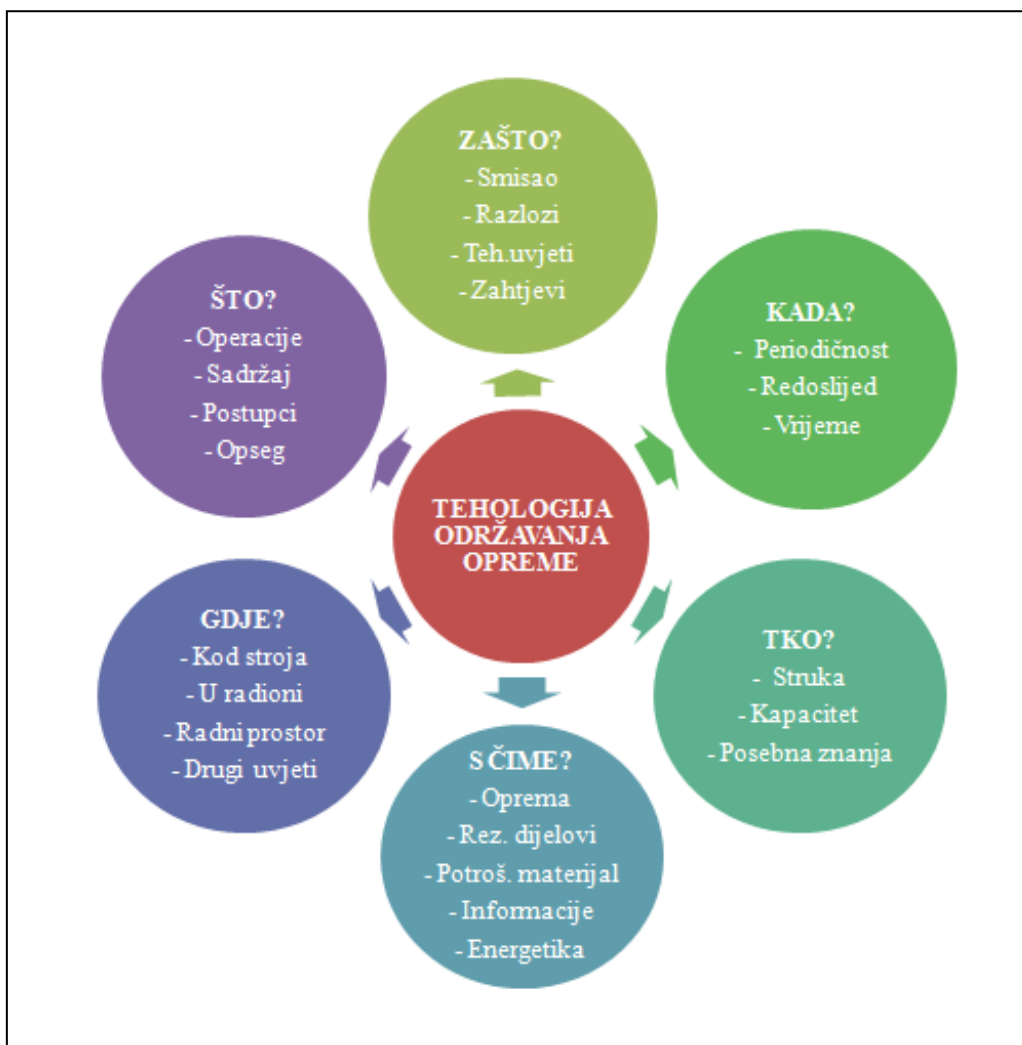 ZAŠTO?
- Smisao
- Razlozi
- Teh.uvjeti
- Zahtjevi
KADA?
- Periodičnost
- Redoslijed
- Vrijeme
TKO?
- Struka
- Kapacitet
- Posebna znanja
S ČIME?
- Oprema
- Rez. dijelovi
- Potroš. materijal
- Informacije
- Energetika
GDJE?
- Kod stroja
- U radioni
- Radni prostor
- Drugi uvjeti
ŠTO?
- Operacije
- Sadržaj
- Postupci
- Opseg
TEHOLOGIJA
ODRŽAVANJA
OPREME